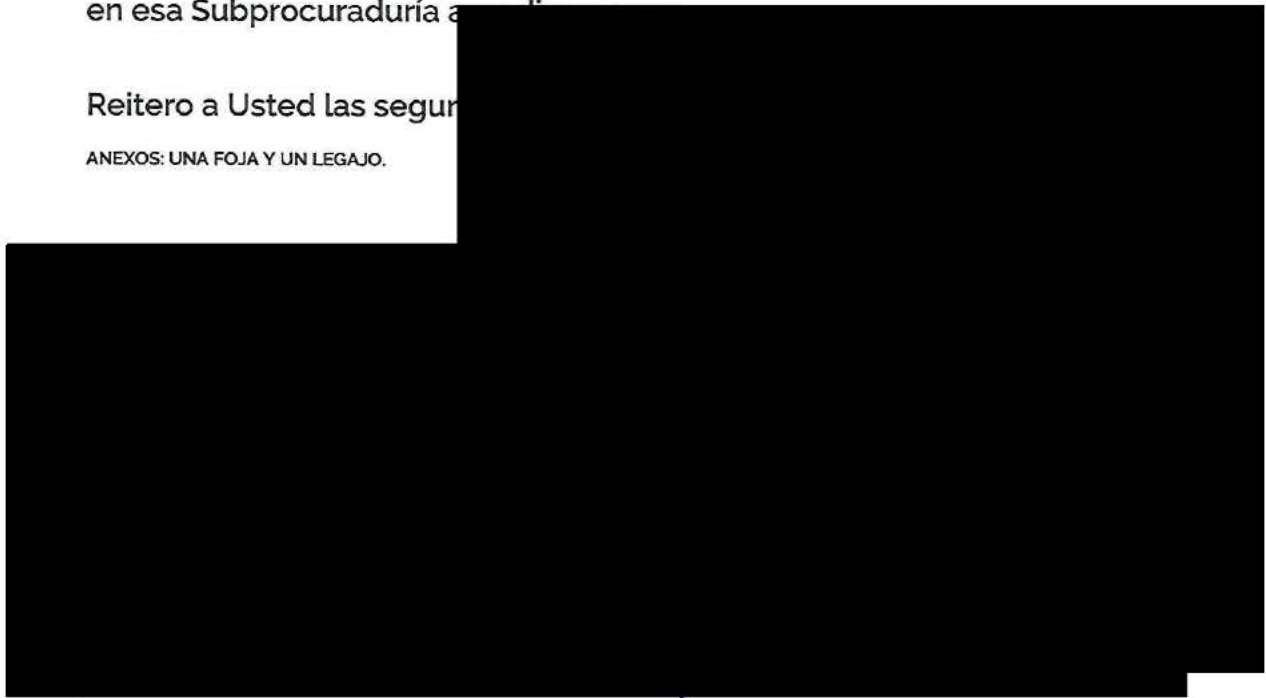 en esa Subprocuraduría a
Reitero a Usted las segur
ANEXOS: UNA FOJA Y UN LEGAJO.